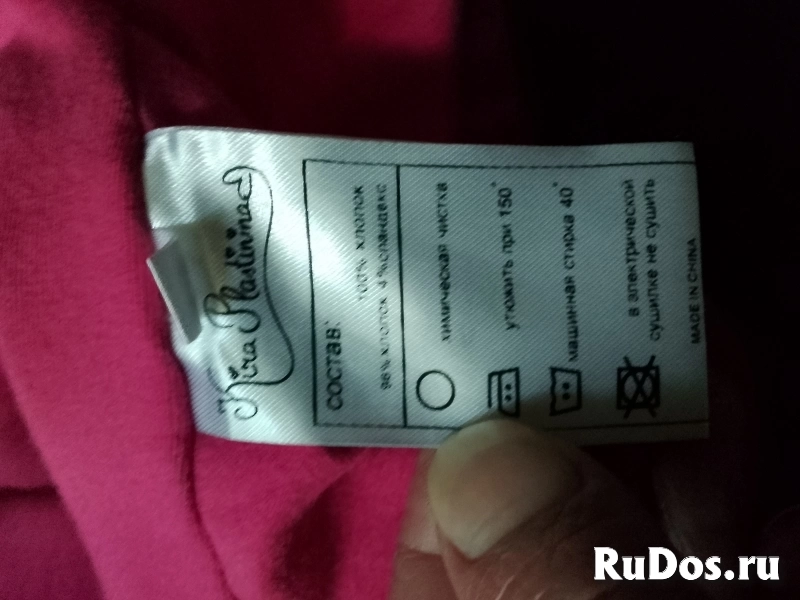 Kira Plastinina
СОСТАВ:
100% ХЛОПОК
96% ХЛОПОК 4%СПАНДЕКС
ХИМИЧЕСКАЯ ЧИСТКА
УТЮЖИТЬ ПРИ 150°
МАШИННАЯ СТИРКА 40°
В ЭЛЕКТРИЧЕСКОЙ
СУШИЛКЕ НЕ СУШИТЬ
MADE IN CHINA
RuDos.ru